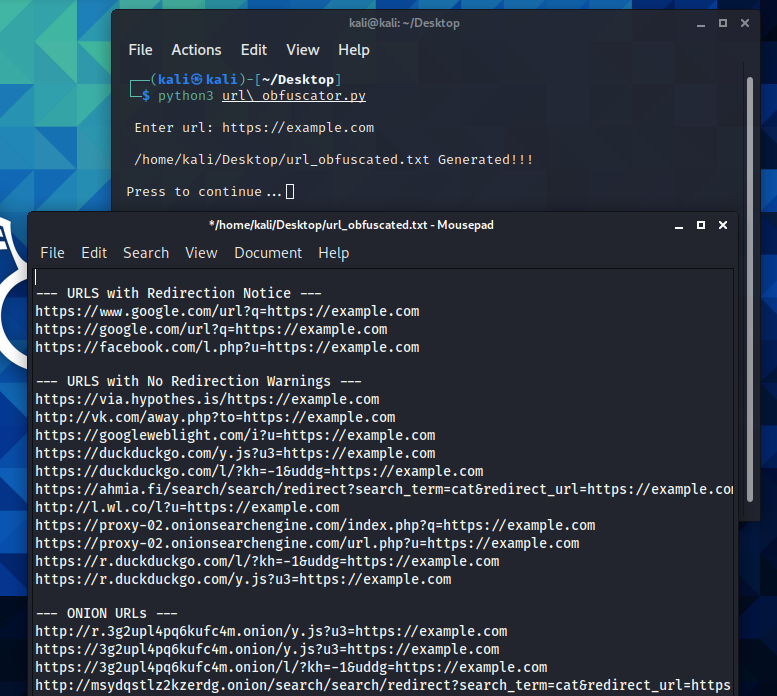 kali@kali: ~/Desktop
File Actions Edit View Help
┌──(kali㉿kali)-[~/Desktop]
└─$ python3 url\_obfuscator.py
Enter url: https://example.com
/home/kali/Desktop/url_obfuscated.txt Generated!!!
Press to continue...
*/home/kali/Desktop/url_obfuscated.txt - Mousepad
File Edit Search View Document Help
--- URLS with Redirection Notice ---
https://www.google.com/url?q=https://example.com
https://google.com/url?q=https://example.com
https://facebook.com/l.php?u=https://example.com
--- URLS with No Redirection Warnings ---
https://via.hypothes.is/https://example.com
http://vk.com/away.php?to=https://example.com
https://googleweblight.com/i?u=https://example.com
https://duckduckgo.com/y.js?u3=https://example.com
https://duckduckgo.com/l/?kh=-1&uddg=https://example.com
https://ahmia.fi/search/search/redirect?search_term=cat&redirect_url=https://example.com
http://l.wl.co/l?u=https://example.com
https://proxy-02.onionsearchengine.com/index.php?q=https://example.com
https://proxy-02.onionsearchengine.com/url.php?u=https://example.com
https://r.duckduckgo.com/l/?kh=-1&uddg=https://example.com
https://r.duckduckgo.com/y.js?u3=https://example.com
--- ONION URLs ---
http://r.3g2upl4pq6kufc4m.onion/y.js?u3=https://example.com
https://3g2upl4pq6kufc4m.onion/y.js?u3=https://example.com
https://3g2upl4pq6kufc4m.onion/l/?kh=-1&uddg=https://example.com
http://msydqstlz2kzerdg.onion/search/search/redirect?search_term=cat&redirect_url=https